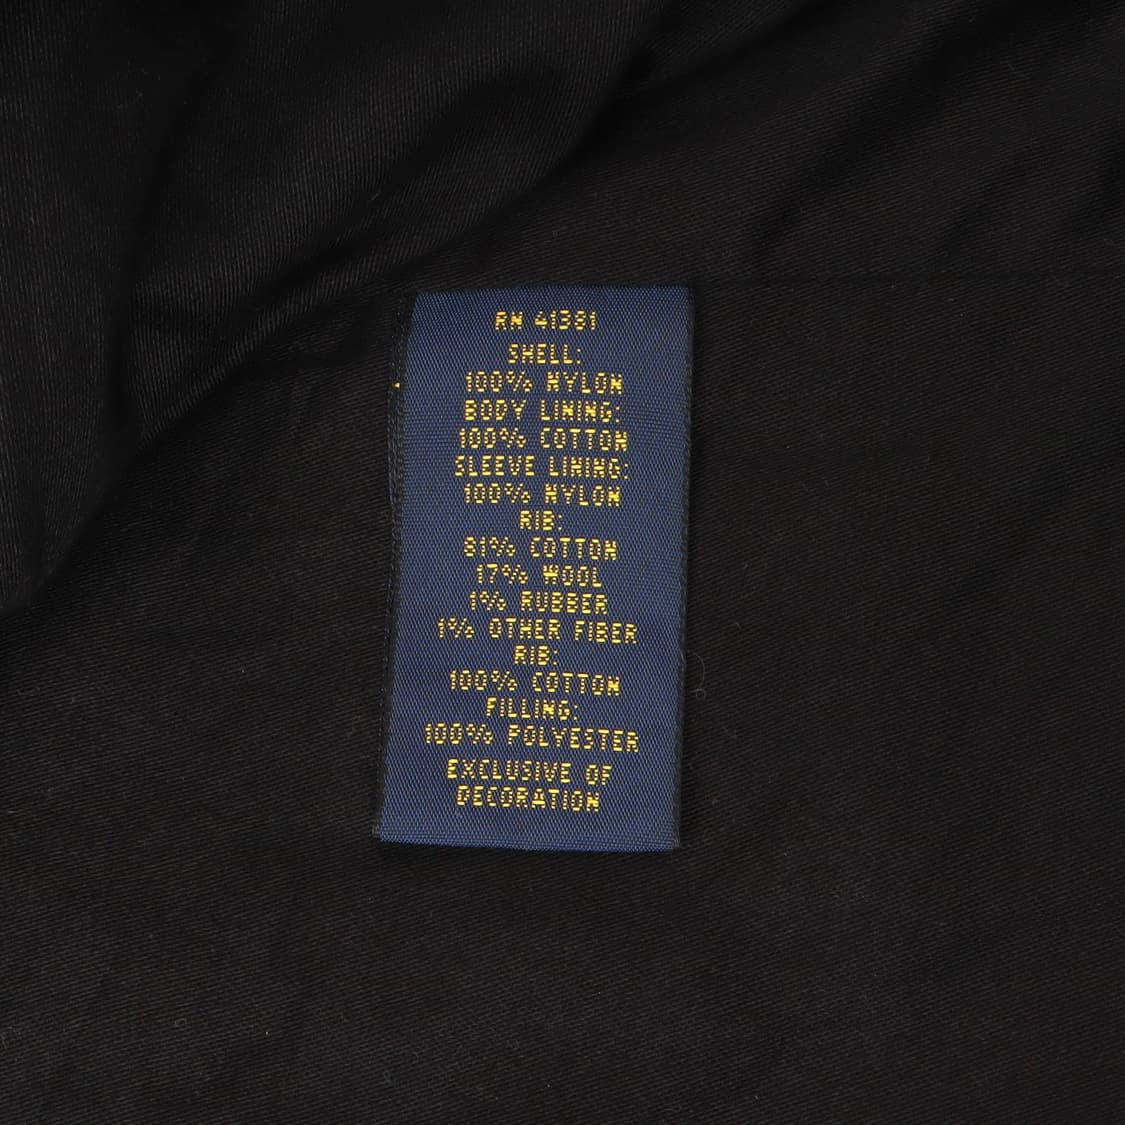 RN 41381
SHELL:
100% NYLON
BODY LINING:
100% COTTON
SLEEVE LINING:
100% NYLON
RIB:
81% COTTON
17% WOOL
1% RUBBER
1% OTHER FIBER
RIB:
100% COTTON
FILLING:
100% POLYESTER
EXCLUSIVE OF
DECORATION